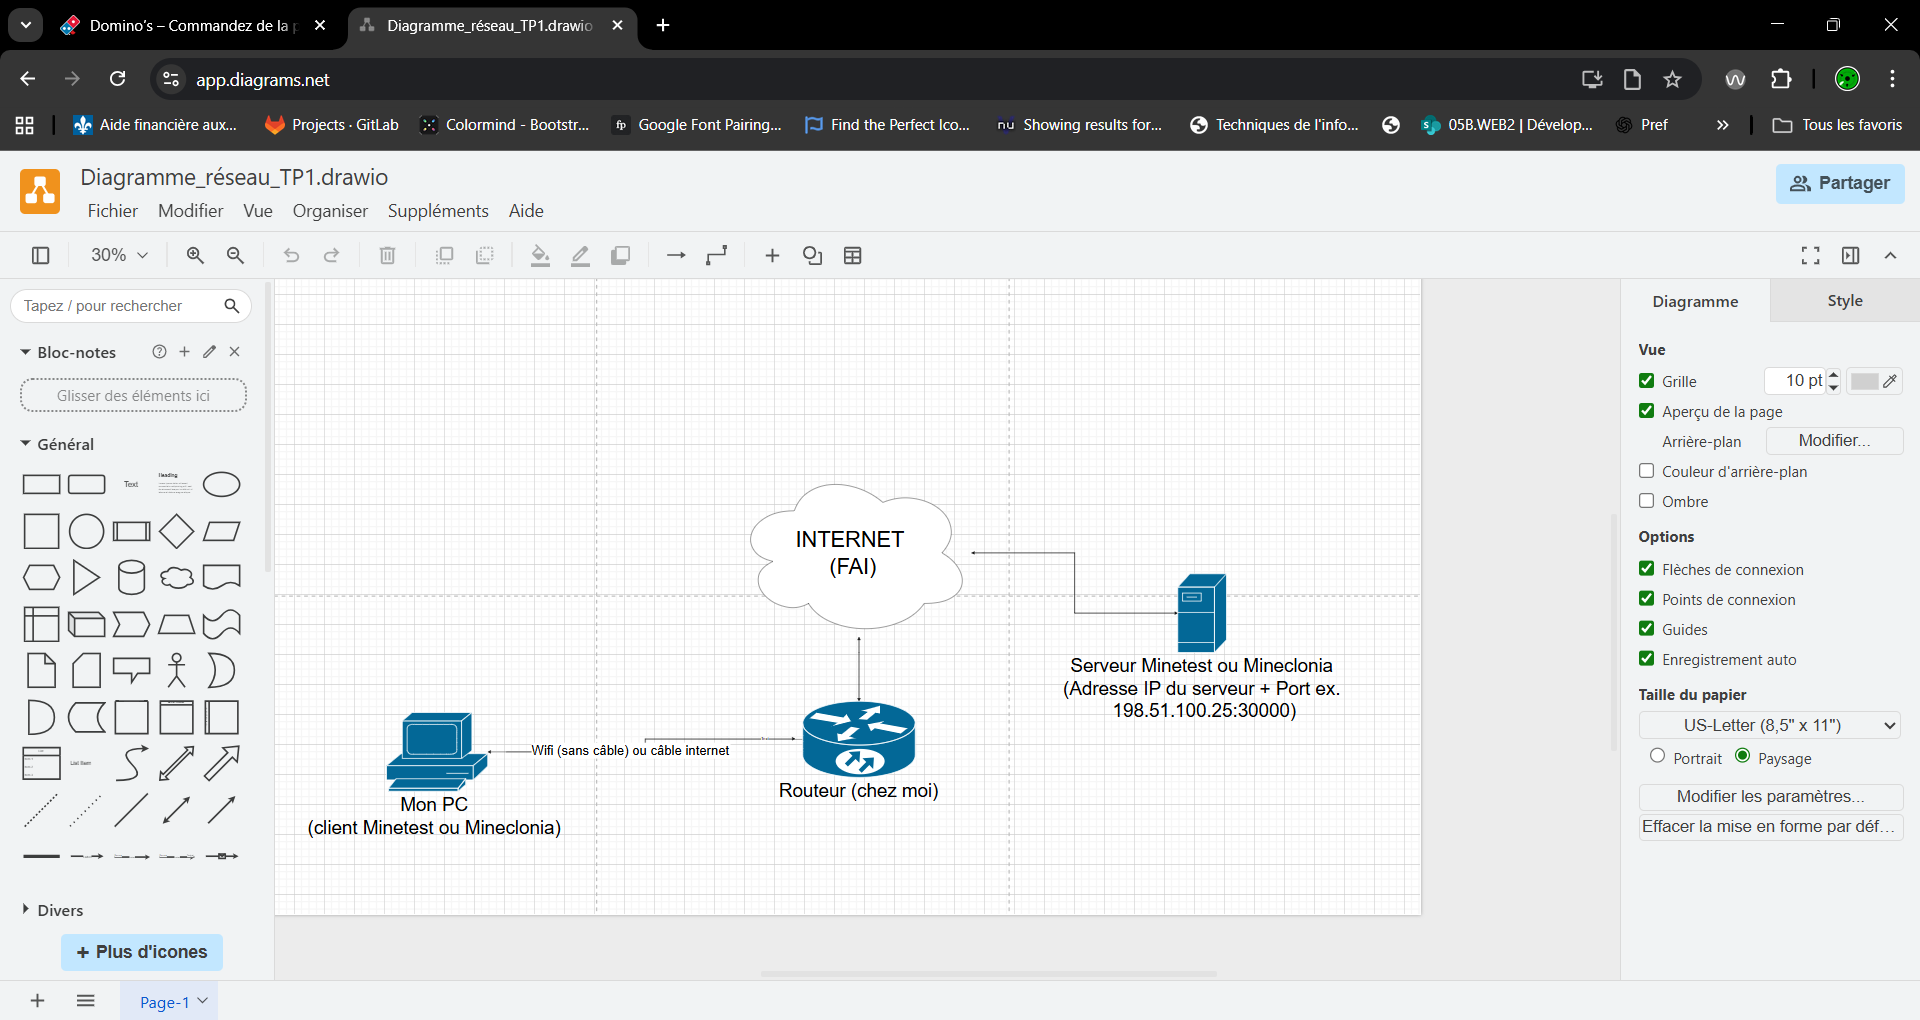 Domino's – Commandez de la p
Diagramme_réseau_TP1.drawio
app.diagrams.net
Aide financière aux...
Projects · GitLab
Colormind - Bootstr...
fp
Google Font Pairing...
Find the Perfect Ico...
nu
Showing results for...
Techniques de l'info...
05B.WEB2 | Dévelop...
Pref
Tous les favoris
Diagramme_réseau_TP1.drawio
Partager
Fichier Modifier Vue Organiser Suppléments Aide
30%
Tapez / pour rechercher
Bloc-notes
Glisser des éléments ici
Général
Text
Heading
List Item
Divers
+ Plus d'icones
INTERNET
(FAI)
Serveur Minetest ou Mineclonia
(Adresse IP du serveur + Port ex.
198.51.100.25:30000)
Wifi (sans câble) ou câble internet
Routeur (chez moi)
Mon PC
(client Minetest ou Mineclonia)
Diagramme
Style
Vue
Grille
10 pt
Aperçu de la page
Arrière-plan
Modifier...
Couleur d'arrière-plan
Ombre
Options
Flèches de connexion
Points de connexion
Guides
Enregistrement auto
Taille du papier
US-Letter (8,5" x 11")
Portrait
Paysage
Modifier les paramètres...
Effacer la mise en forme par déf...
Page-1